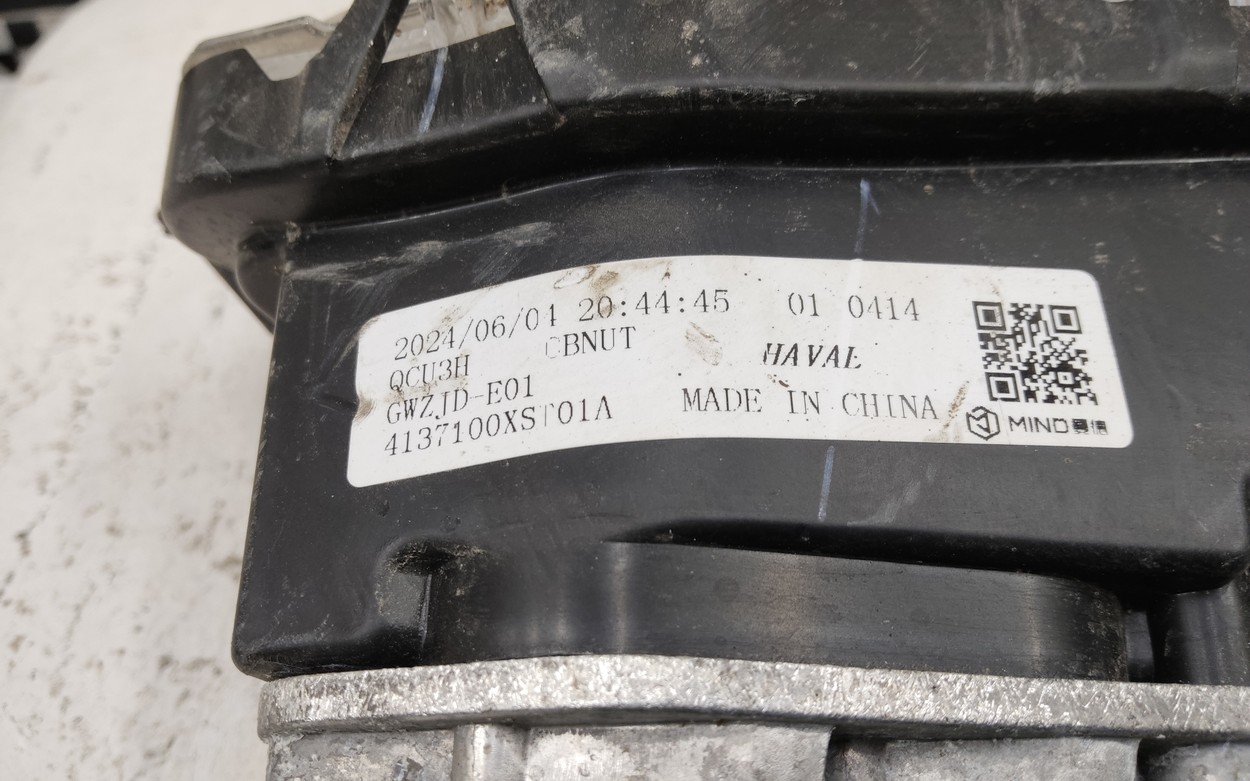 2024/06/04 20:44:45 01 0414
QCU3H CBNUT HAVAL
GWZJD-E01 MADE IN CHINA
4137100XST01A
MIND